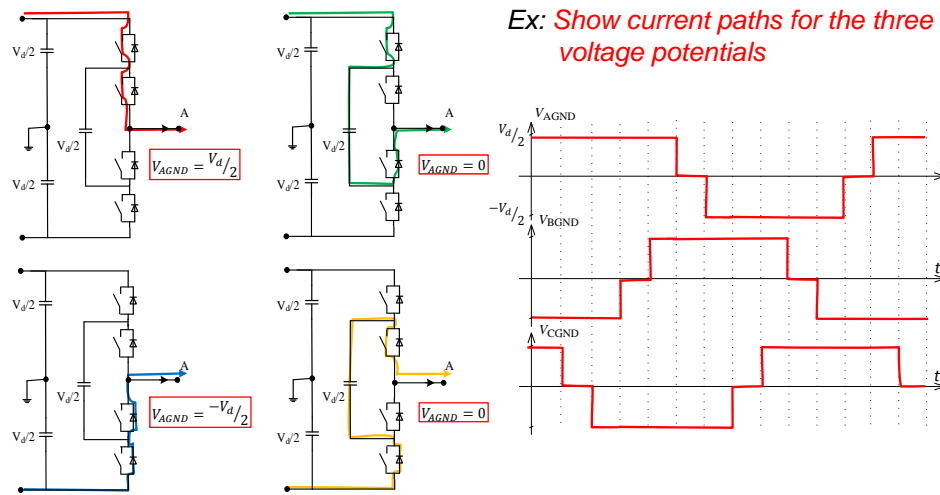 Ex: Show current paths for the three
voltage potentials
V_d/2
V_d/2
V_d/2
A
V_AGND = V_d/2
V_d/2
V_d/2
V_d/2
A
V_AGND = 0
V_d/2
V_d/2
V_d/2
A
V_AGND = -V_d/2
V_d/2
V_d/2
V_d/2
A
V_AGND = 0
V_AGND
V_d/2
-V_d/2
V_BGND
t
V_CGND
t